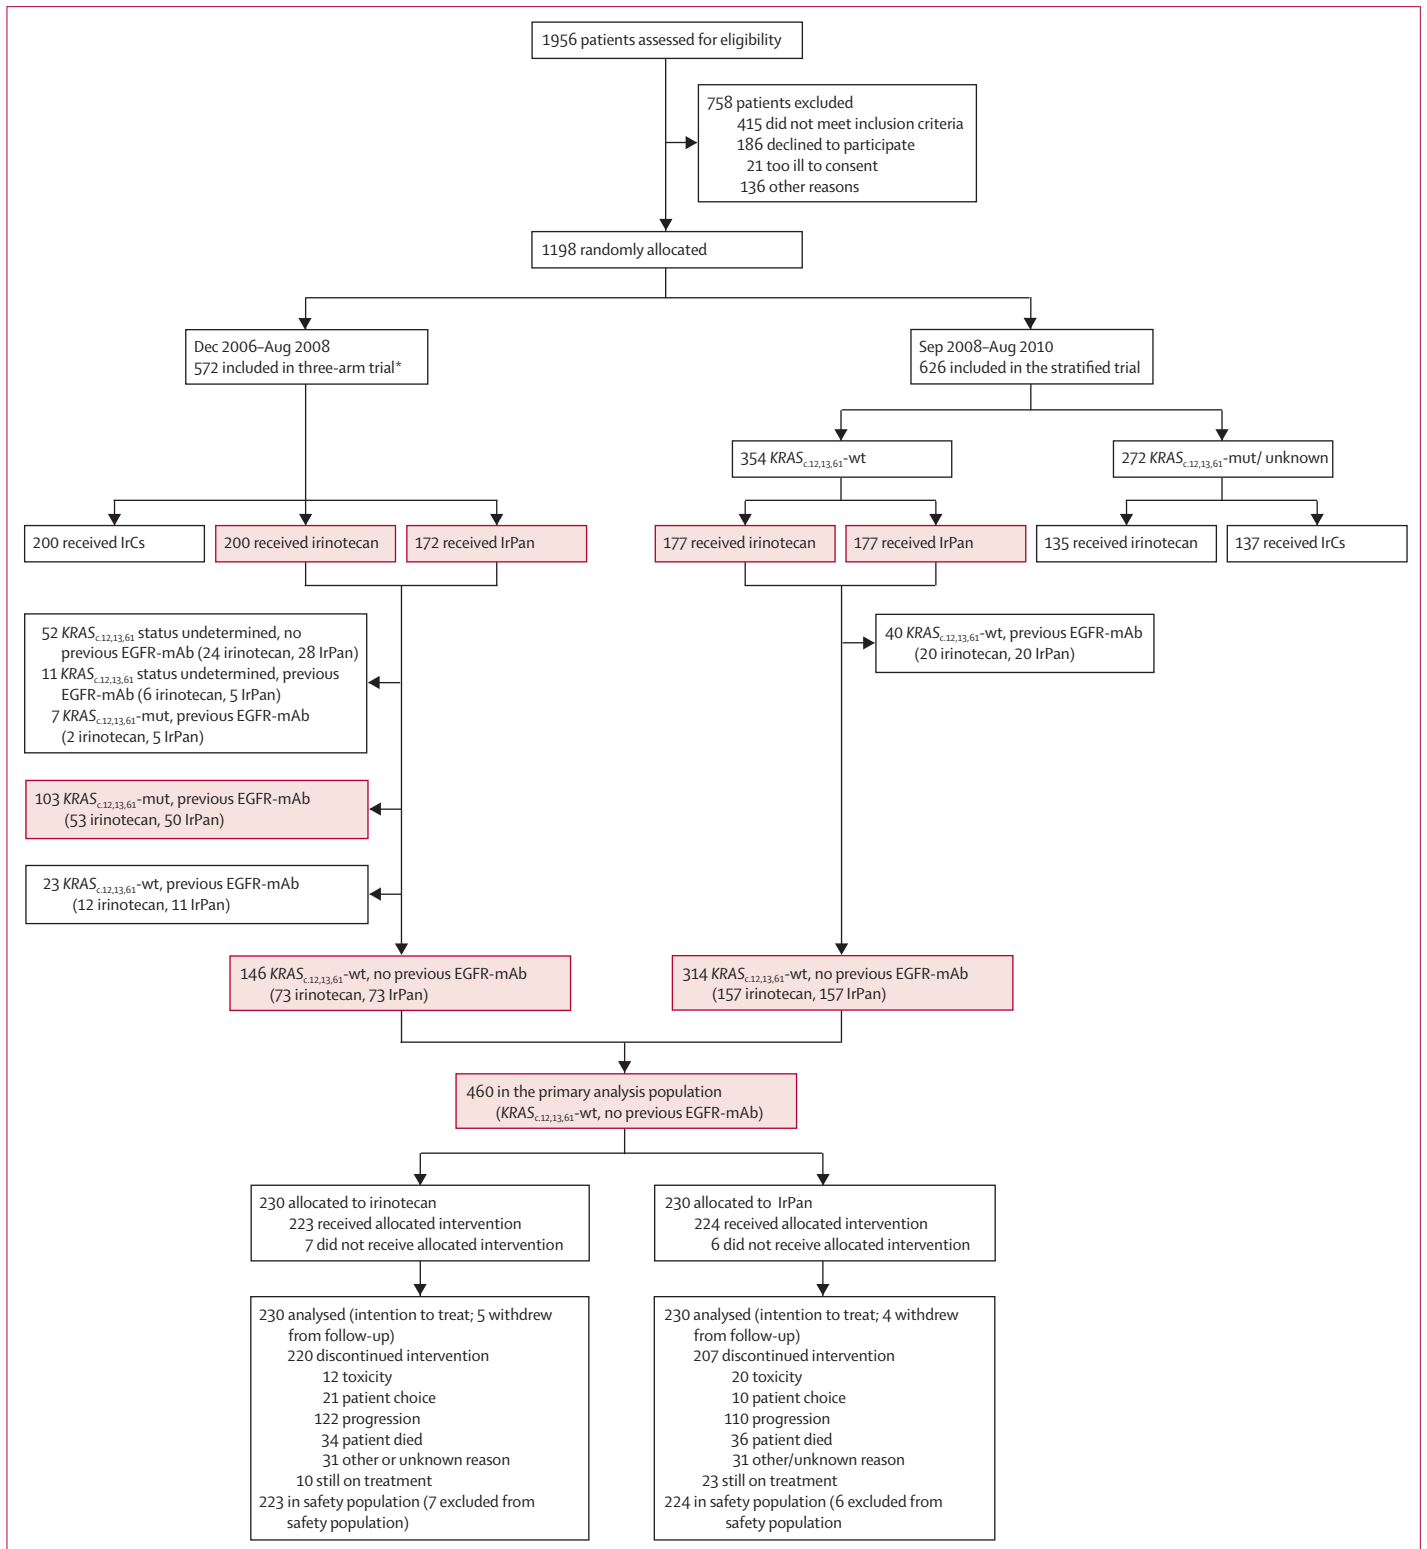 1956 patients assessed for eligibility
758 patients excluded
415 did not meet inclusion criteria
186 declined to participate
21 too ill to consent
136 other reasons
1198 randomly allocated
Dec 2006–Aug 2008
572 included in three-arm trial*
Sep 2008–Aug 2010
626 included in the stratified trial
354 KRASc.12,13,61-wt
272 KRASc.12,13,61-mut/ unknown
200 received IrCs
200 received irinotecan
172 received IrPan
177 received irinotecan
177 received IrPan
135 received irinotecan
137 received IrCs
52 KRASc.12,13,61 status undetermined, no
previous EGFR-mAb (24 irinotecan, 28 IrPan)
11 KRASc.12,13,61 status undetermined, previous
EGFR-mAb (6 irinotecan, 5 IrPan)
7 KRASc.12,13,61-mut, previous EGFR-mAb
(2 irinotecan, 5 IrPan)
40 KRASc.12,13,61-wt, previous EGFR-mAb
(20 irinotecan, 20 IrPan)
103 KRASc.12,13,61-mut, previous EGFR-mAb
(53 irinotecan, 50 IrPan)
23 KRASc.12,13,61-wt, previous EGFR-mAb
(12 irinotecan, 11 IrPan)
146 KRASc.12,13,61-wt, no previous EGFR-mAb
(73 irinotecan, 73 IrPan)
314 KRASc.12,13,61-wt, no previous EGFR-mAb
(157 irinotecan, 157 IrPan)
460 in the primary analysis population
(KRASc.12,13,61-wt, no previous EGFR-mAb)
230 allocated to irinotecan
223 received allocated intervention
7 did not receive allocated intervention
230 allocated to IrPan
224 received allocated intervention
6 did not receive allocated intervention
230 analysed (intention to treat; 5 withdrew
from follow-up)
220 discontinued intervention
12 toxicity
21 patient choice
122 progression
34 patient died
31 other or unknown reason
10 still on treatment
223 in safety population (7 excluded from
safety population)
230 analysed (intention to treat; 4 withdrew
from follow-up)
207 discontinued intervention
20 toxicity
10 patient choice
110 progression
36 patient died
31 other/unknown reason
23 still on treatment
224 in safety population (6 excluded from
safety population